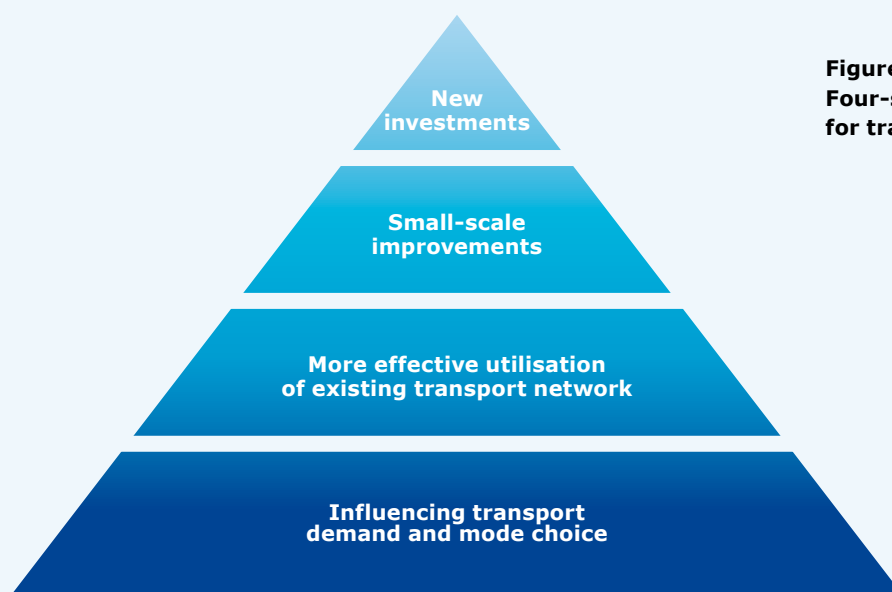 New
investments
Figure
Four-s
for tra
Small-scale
improvements
More effective utilisation
of existing transport network
Influencing transport
demand and mode choice